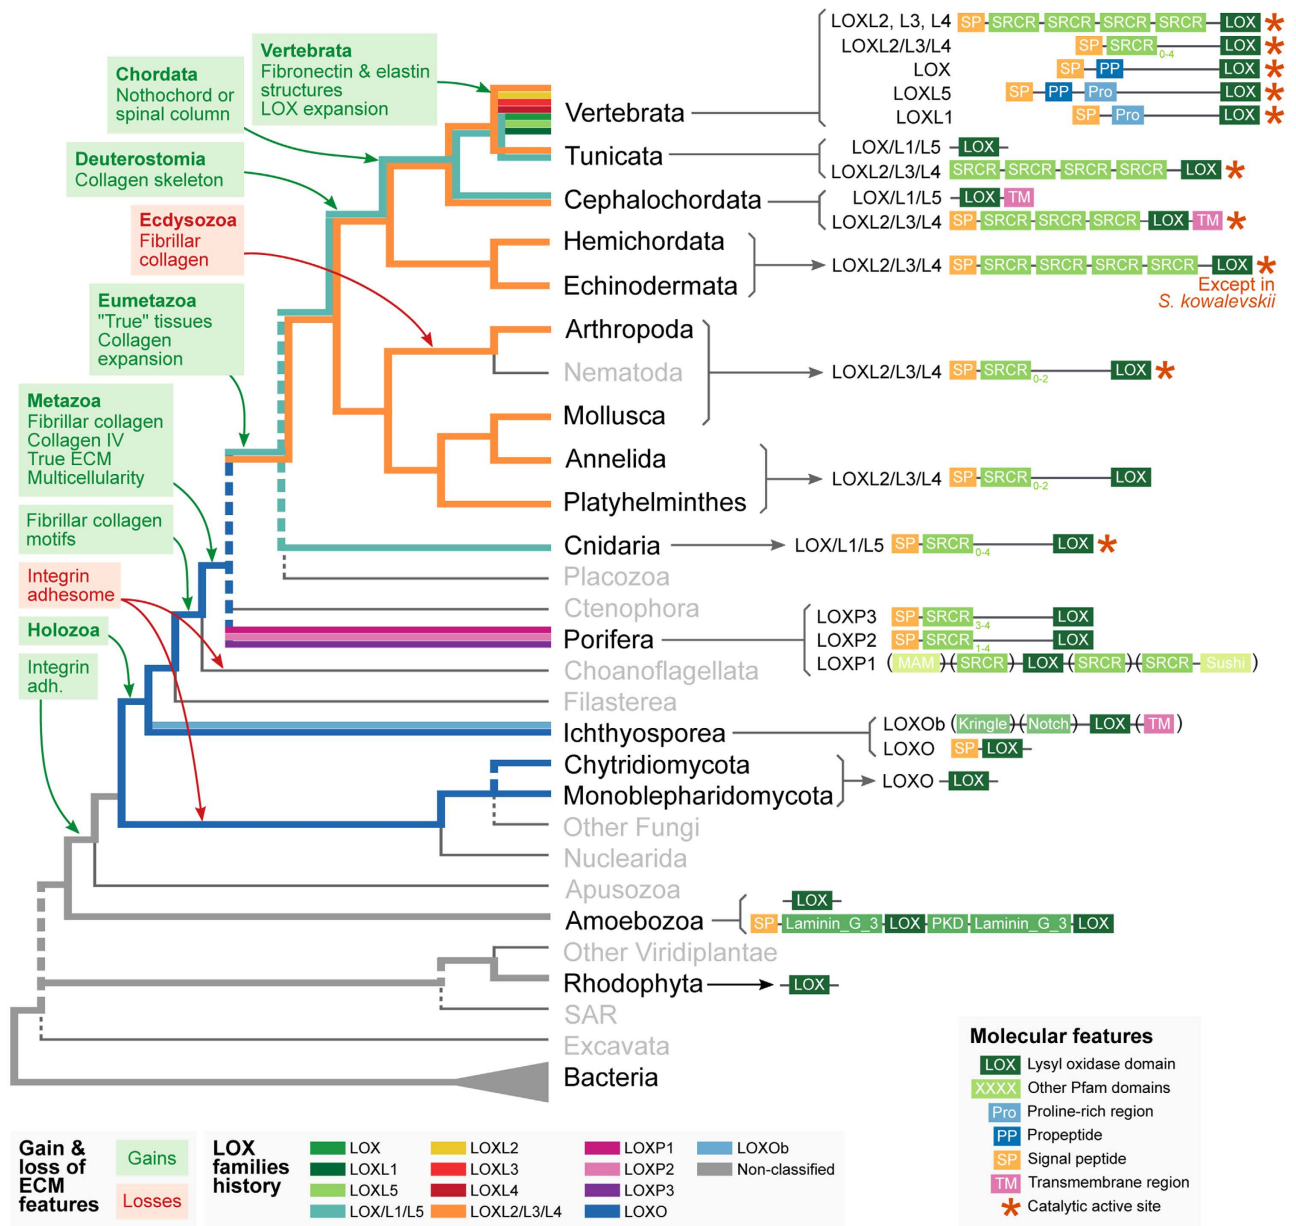 Vertebrata
Fibronectin & elastin
structures
LOX expansion
Chordata
Nothochord or
spinal column
Deuterostomia
Collagen skeleton
Ecdysozoa
Fibrillar
collagen
Eumetazoa
"True" tissues
Collagen
expansion
Metazoa
Fibrillar collagen
Collagen IV
True ECM
Multicellularity
Fibrillar collagen
motifs
Integrin
adhesome
Holozoa
Integrin
adh.
Vertebrata
LOXL2, L3, L4 SP SRCR SRCR SRCR SRCR LOX *
LOXL2/L3/L4 SP SRCR 0-4 LOX *
LOX SP PP LOX *
LOXL5 SP PP Pro LOX *
LOXL1 SP Pro LOX *
Tunicata
LOX/L1/L5 LOX
LOXL2/L3/L4 SRCR SRCR SRCR SRCR LOX *
Cephalochordata
LOX/L1/L5 LOX TM
LOXL2/L3/L4 SP SRCR SRCR SRCR LOX TM *
Hemichordata
Echinodermata
LOXL2/L3/L4 SP SRCR SRCR SRCR SRCR LOX *
Except in
S. kowalevskii
Arthropoda
Nematoda
Mollusca
LOXL2/L3/L4 SP SRCR 0-2 LOX *
Annelida
Platyhelminthes
LOXL2/L3/L4 SP SRCR 0-2 LOX
Cnidaria LOX/L1/L5 SP SRCR 0-4 LOX *
Placozoa
Ctenophora
Porifera
LOXP3 SP SRCR 3-4 LOX
LOXP2 SP SRCR 1-4 LOX
LOXP1 (MAM)(SRCR) LOX (SRCR)(SRCR Sushi)
Choanoflagellata
Filasterea
Ichthyosporea
LOXOb (Kringle)(Notch) LOX (TM)
LOXO SP LOX
Chytridiomycota
Monoblepharidomycota
LOXO LOX
Other Fungi
Nuclearida
Apusozoa
Amoebozoa
LOX
SP Laminin_G_3 LOX PKD Laminin_G_3 LOX
Other Viridiplantae
Rhodophyta LOX
SAR
Excavata
Bacteria
Molecular features
LOX Lysyl oxidase domain
XXXX Other Pfam domains
Pro Proline-rich region
PP Propeptide
SP Signal peptide
TM Transmembrane region
* Catalytic active site
Gain &
loss of
ECM
features
Gains
Losses
LOX
families
history
LOX
LOXL1
LOXL5
LOX/L1/L5
LOXL2
LOXL3
LOXL4
LOXL2/L3/L4
LOXP1
LOXP2
LOXP3
LOXO
LOXOb
Non-classified